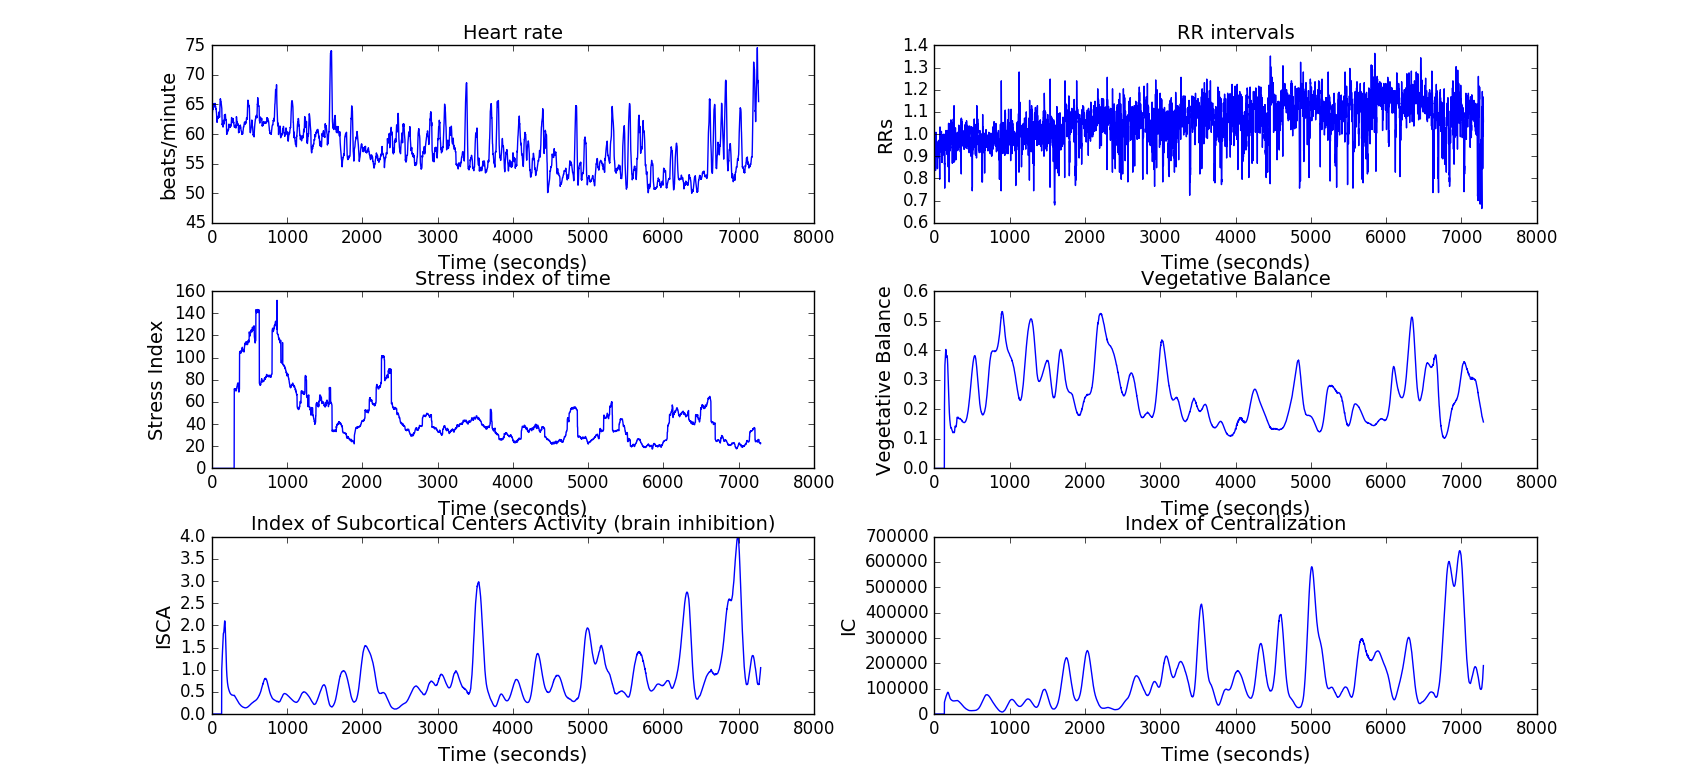 Heart rate
75
70
65
60
55
50
45
beats/minute
0 1000 2000 3000 4000 5000 6000 7000 8000
Time (seconds)
RR intervals
1.4
1.3
1.2
1.1
1.0
0.9
0.8
0.7
0.6
RRs
0 1000 2000 3000 4000 5000 6000 7000 8000
Time (seconds)
Stress index of time
160
140
120
100
80
60
40
20
0
Stress Index
0 1000 2000 3000 4000 5000 6000 7000 8000
Time (seconds)
Vegetative Balance
0.6
0.5
0.4
0.3
0.2
0.1
0.0
Vegetative Balance
0 1000 2000 3000 4000 5000 6000 7000 8000
Time (seconds)
Index of Subcortical Centers Activity (brain inhibition)
4.0
3.5
3.0
2.5
2.0
1.5
1.0
0.5
0.0
ISCA
0 1000 2000 3000 4000 5000 6000 7000 8000
Time (seconds)
Index of Centralization
700000
600000
500000
400000
300000
200000
100000
0
IC
0 1000 2000 3000 4000 5000 6000 7000 8000
Time (seconds)